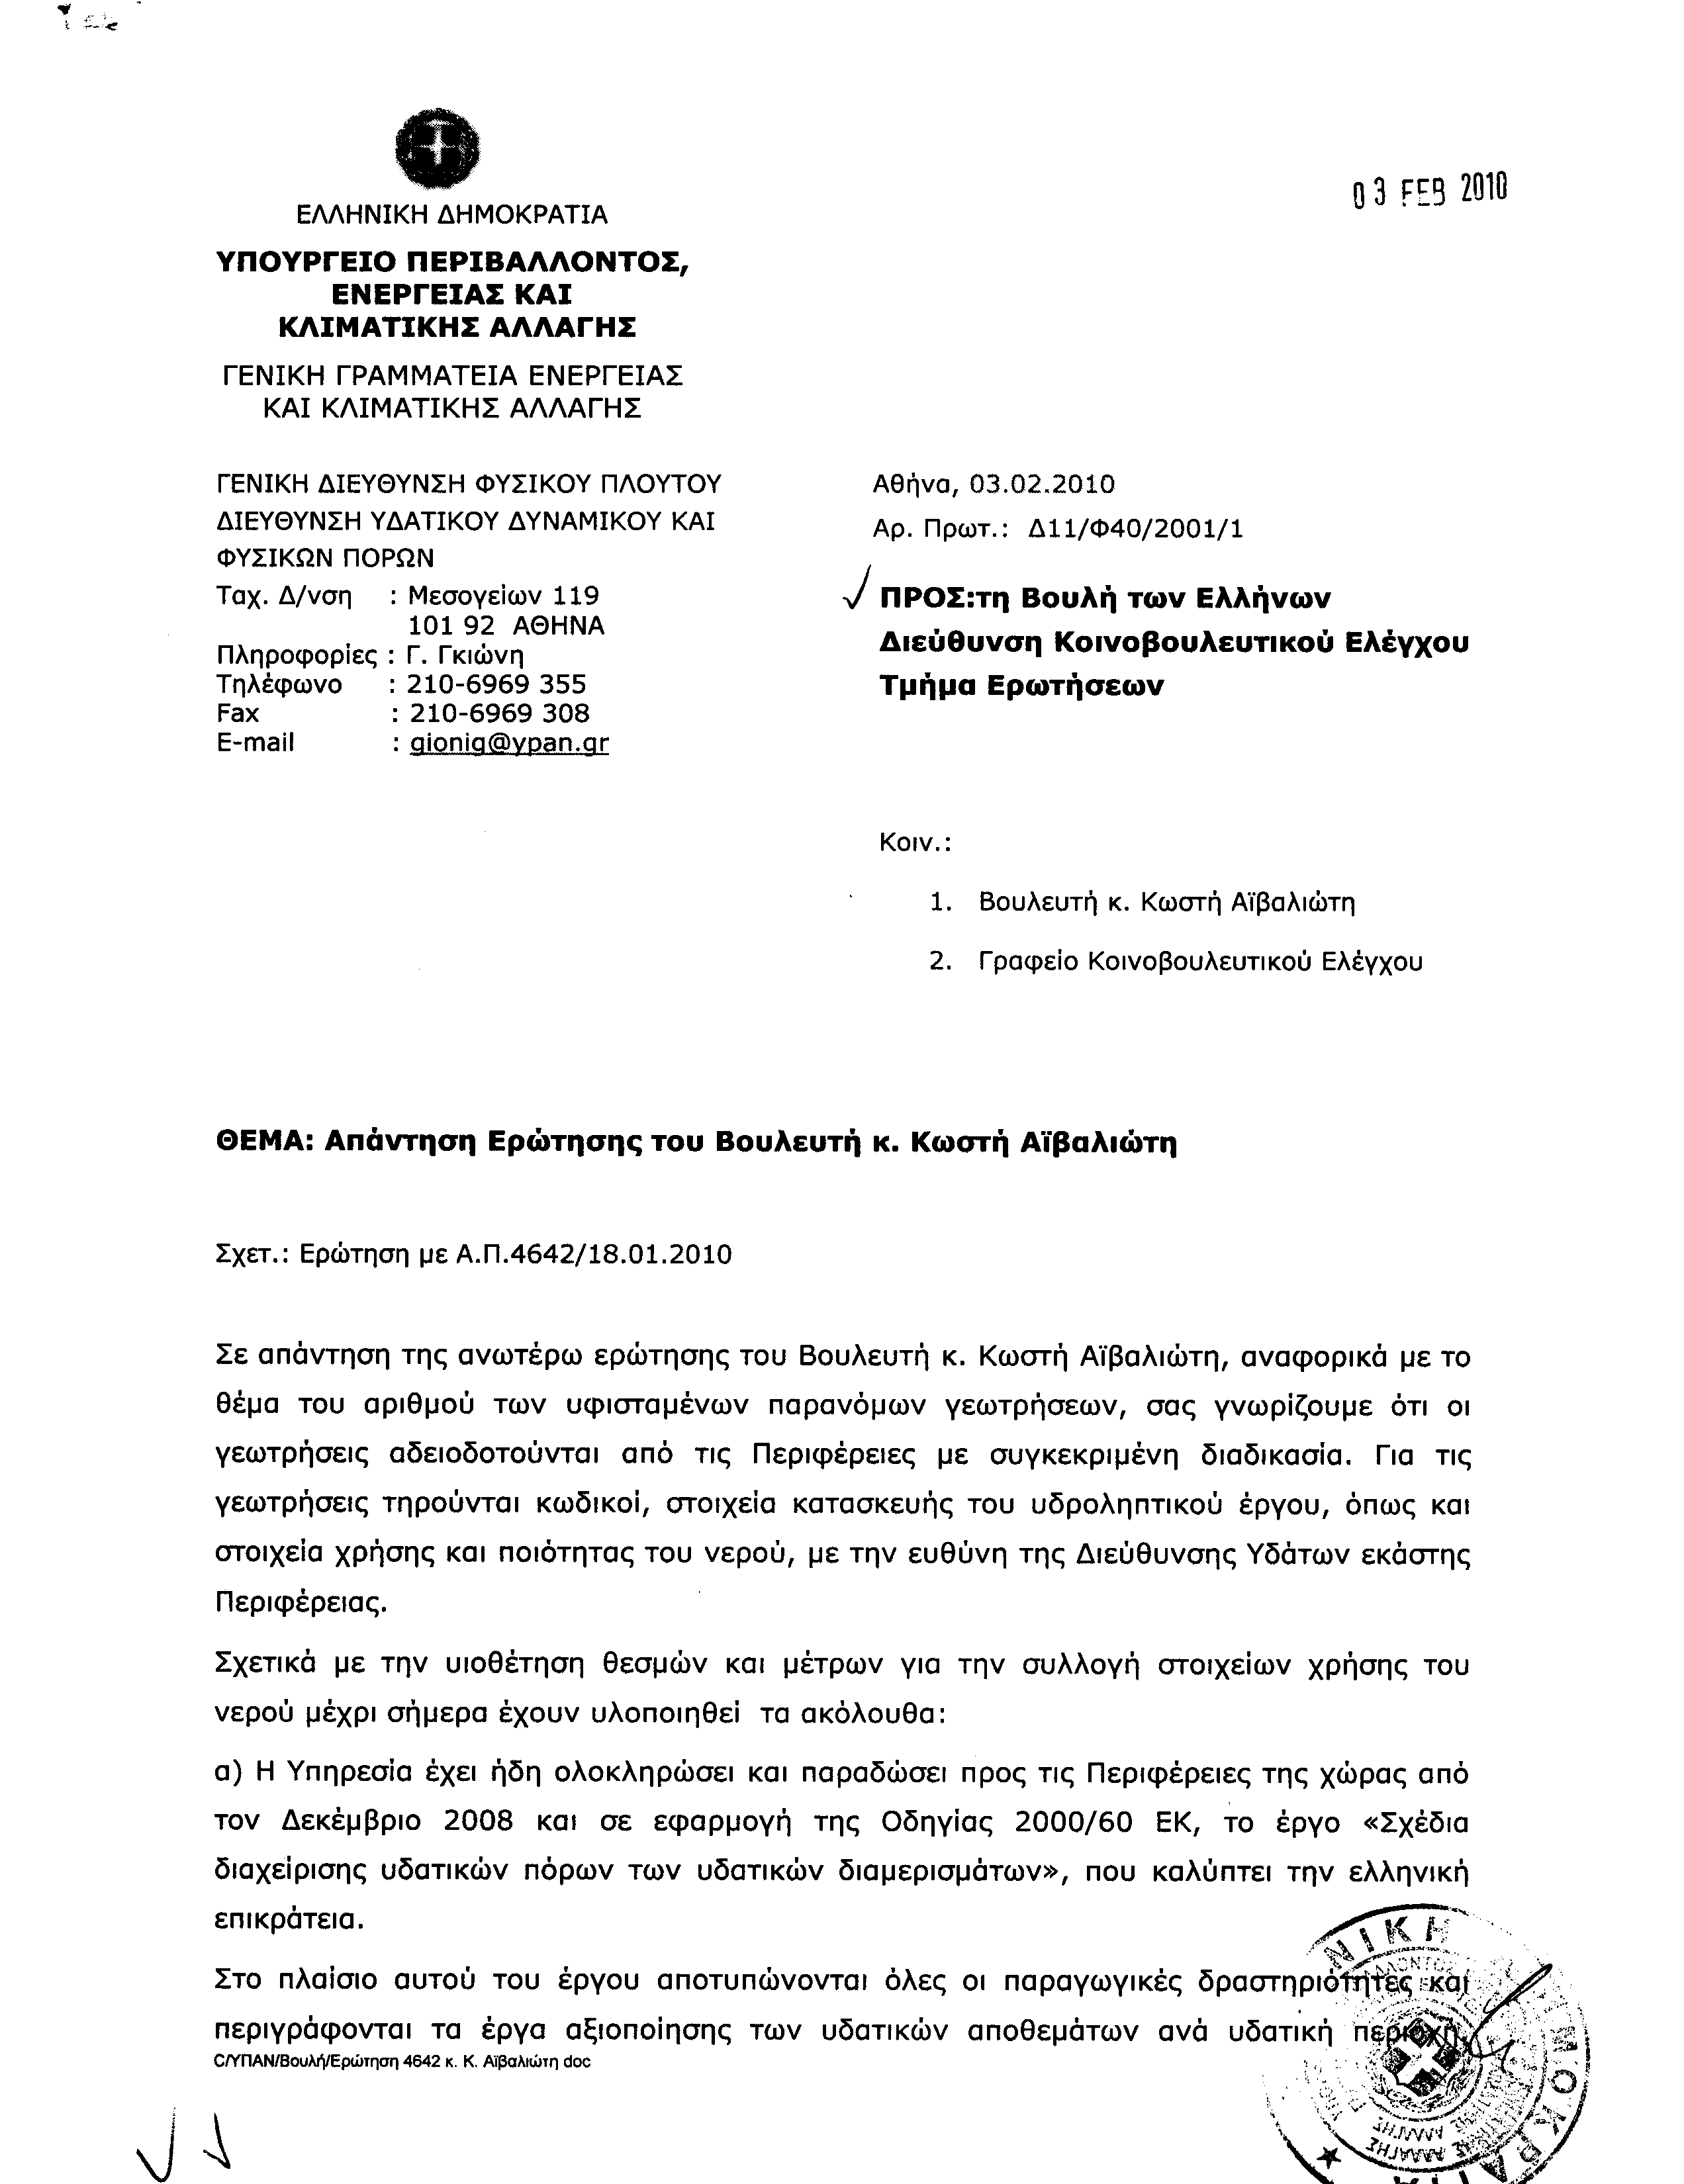 03 FEB 2010
ΕΛΛΗΝΙΚΗ ΔΗΜΟΚΡΑΤΙΑ
ΥΠΟΥΡΓΕΙΟ ΠΕΡΙΒΑΛΛΟΝΤΟΣ,
ΕΝΕΡΓΕΙΑΣ ΚΑΙ
ΚΛΙΜΑΤΙΚΗΣ ΑΛΛΑΓΗΣ
ΓΕΝΙΚΗ ΓΡΑΜΜΑΤΕΙΑ ΕΝΕΡΓΕΙΑΣ
ΚΑΙ ΚΛΙΜΑΤΙΚΗΣ ΑΛΛΑΓΗΣ
ΓΕΝΙΚΗ ΔΙΕΥΘΥΝΣΗ ΦΥΣΙΚΟΥ ΠΛΟΥΤΟΥ
ΔΙΕΥΘΥΝΣΗ ΥΔΑΤΙΚΟΥ ΔΥΝΑΜΙΚΟΥ ΚΑΙ
ΦΥΣΙΚΩΝ ΠΟΡΩΝ
Ταχ. Δ/νση : Μεσογείων 119
101 92 ΑΘΗΝΑ
Πληροφορίες : Γ. Γκιώνη
Τηλέφωνο : 210-6969 355
Fax : 210-6969 308
E-mail : gionig@ypan.gr
Αθήνα, 03.02.2010
Αρ. Πρωτ.: Δ11/Φ40/2001/1
ΠΡΟΣ:τη Βουλή των Ελλήνων
Διεύθυνση Κοινοβουλευτικού Ελέγχου
Τμήμα Ερωτήσεων
Κοιν.:
1. Βουλευτή κ. Κωστή Αϊβαλιώτη
2. Γραφείο Κοινοβουλευτικού Ελέγχου
ΘΕΜΑ: Απάντηση Ερώτησης του Βουλευτή κ. Κωστή Αϊβαλιώτη
Σχετ.: Ερώτηση με Α.Π.4642/18.01.2010
Σε απάντηση της ανωτέρω ερώτησης του Βουλευτή κ. Κωστή Αϊβαλιώτη, αναφορικά με το
θέμα του αριθμού των υφισταμένων παρανόμων γεωτρήσεων, σας γνωρίζουμε ότι οι
γεωτρήσεις αδειοδοτούνται από τις Περιφέρειες με συγκεκριμένη διαδικασία. Για τις
γεωτρήσεις τηρούνται κωδικοί, στοιχεία κατασκευής του υδροληπτικού έργου, όπως και
στοιχεία χρήσης και ποιότητας του νερού, με την ευθύνη της Διεύθυνσης Υδάτων εκάστης
Περιφέρειας.
Σχετικά με την υιοθέτηση θεσμών και μέτρων για την συλλογή στοιχείων χρήσης του
νερού μέχρι σήμερα έχουν υλοποιηθεί τα ακόλουθα:
α) Η Υπηρεσία έχει ήδη ολοκληρώσει και παραδώσει προς τις Περιφέρειες της χώρας από
τον Δεκέμβριο 2008 και σε εφαρμογή της Οδηγίας 2000/60 ΕΚ, το έργο «Σχέδια
διαχείρισης υδατικών πόρων των υδατικών διαμερισμάτων», που καλύπτει την ελληνική
επικράτεια.
Στο πλαίσιο αυτού του έργου αποτυπώνονται όλες οι παραγωγικές δραστηριότητες και
περιγράφονται τα έργα αξιοποίησης των υδατικών αποθεμάτων ανά υδατική περιοχή.
C/ΥΠΑΝ/Βουλή/Ερώτηση 4642 κ. Κ. Αϊβαλιώτη doc